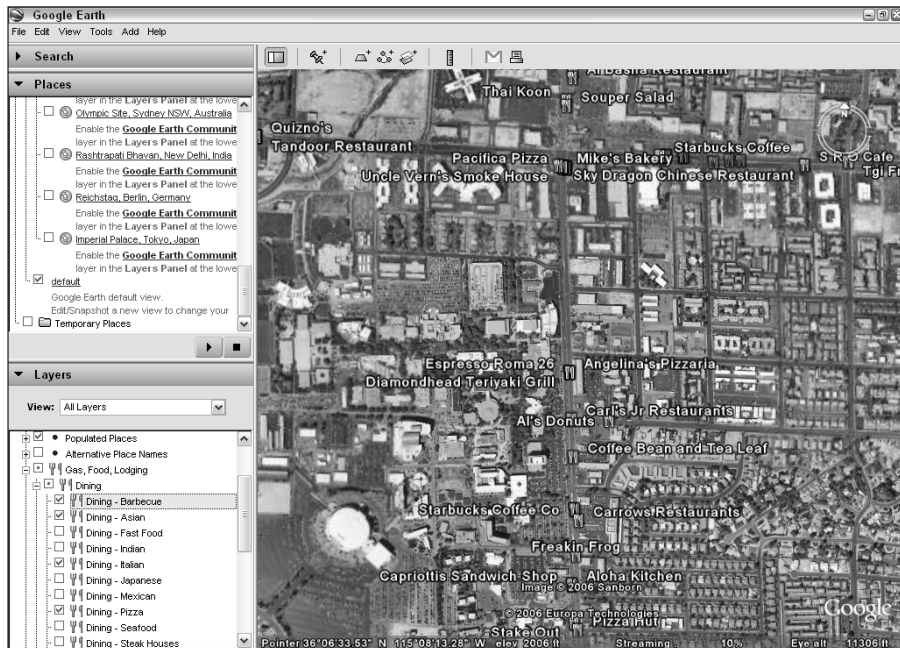 Google Earth
File Edit View Tools Add Help
Search
Places
layer in the Layers Panel at the lowe
Olympic Site, Sydney NSW, Australia
Enable the Google Earth Communit
layer in the Layers Panel at the lowe
Rashtrapati Bhavan, New Delhi, India
Enable the Google Earth Communit
layer in the Layers Panel at the lowe
Reichstag, Berlin, Germany
Enable the Google Earth Communit
layer in the Layers Panel at the lowe
Imperial Palace, Tokyo, Japan
Enable the Google Earth Communit
layer in the Layers Panel at the lowe
default
Google Earth default view.
Edit/Snapshot a new view to change your
Temporary Places
Layers
View: All Layers
Populated Places
Alternative Place Names
Gas, Food, Lodging
Dining
Dining - Barbecue
Dining - Asian
Dining - Fast Food
Dining - Indian
Dining - Italian
Dining - Japanese
Dining - Mexican
Dining - Pizza
Dining - Seafood
Dining - Steak Houses
Restaurant
Thai Koon
Souper Salad
Quizno's
Tandoor Restaurant
Pacifica Pizza
Mike's Bakery
Starbucks Coffee
Cafe
Uncle Vern's Smoke House
Sky Dragon Chinese Restaurant
Tgi Fr
Espresso Roma 26
Angelina's Pizzaria
Diamondhead Teriyaki Grill
Carl's Jr Restaurants
Al's Donuts
Coffee Bean and Tea Leaf
Starbucks Coffee Co
Carrows Restaurants
Freakin Frog
Capriottis Sandwich Shop
Aloha Kitchen
Image © 2006 Sanborn
© 2006 Europa Technologies
Google
Stake Out
Pizza Hut
Pointer 36°06'33.53" N 115°08'13.28" W elev 2006 ft Streaming 10% Eye alt 11306 ft